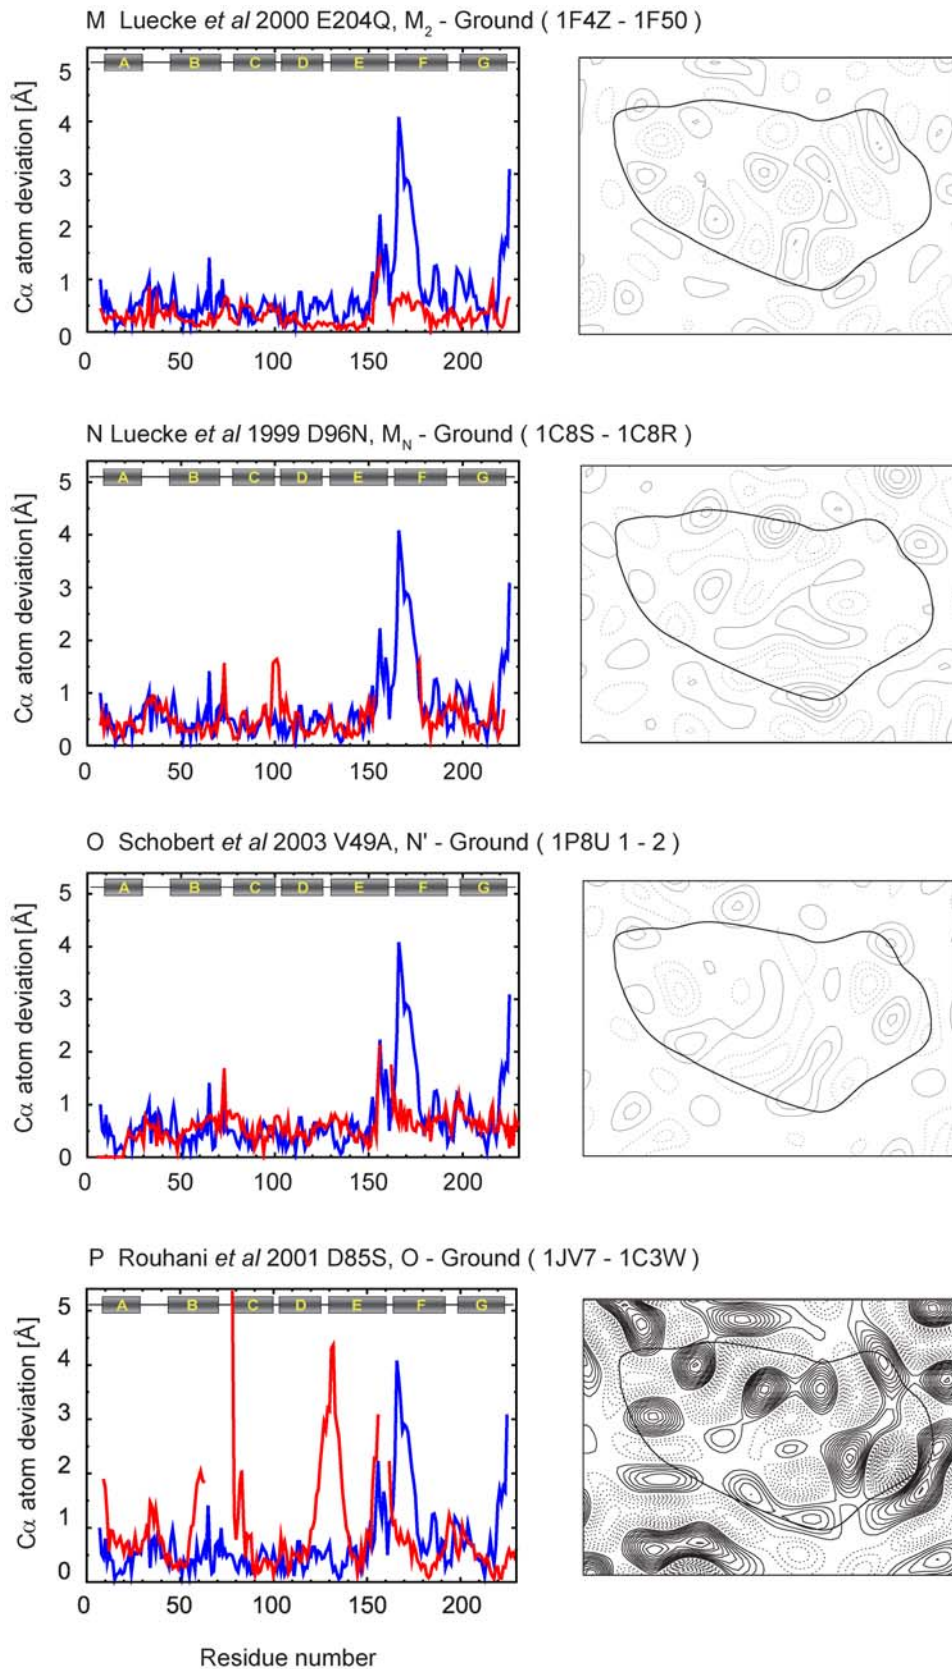 M Luecke et al 2000 E204Q, M2 - Ground ( 1F4Z - 1F50 )
A B C D E F G
Cα atom deviation [Å]
5
4
3
2
1
0
0 50 100 150 200
N Luecke et al 1999 D96N, MN - Ground ( 1C8S - 1C8R )
A B C D E F G
Cα atom deviation [Å]
5
4
3
2
1
0
0 50 100 150 200
O Schobert et al 2003 V49A, N' - Ground ( 1P8U 1 - 2 )
A B C D E F G
Cα atom deviation [Å]
5
4
3
2
1
0
0 50 100 150 200
P Rouhani et al 2001 D85S, O - Ground ( 1JV7 - 1C3W )
A B C D E F G
Cα atom deviation [Å]
5
4
3
2
1
0
0 50 100 150 200
Residue number